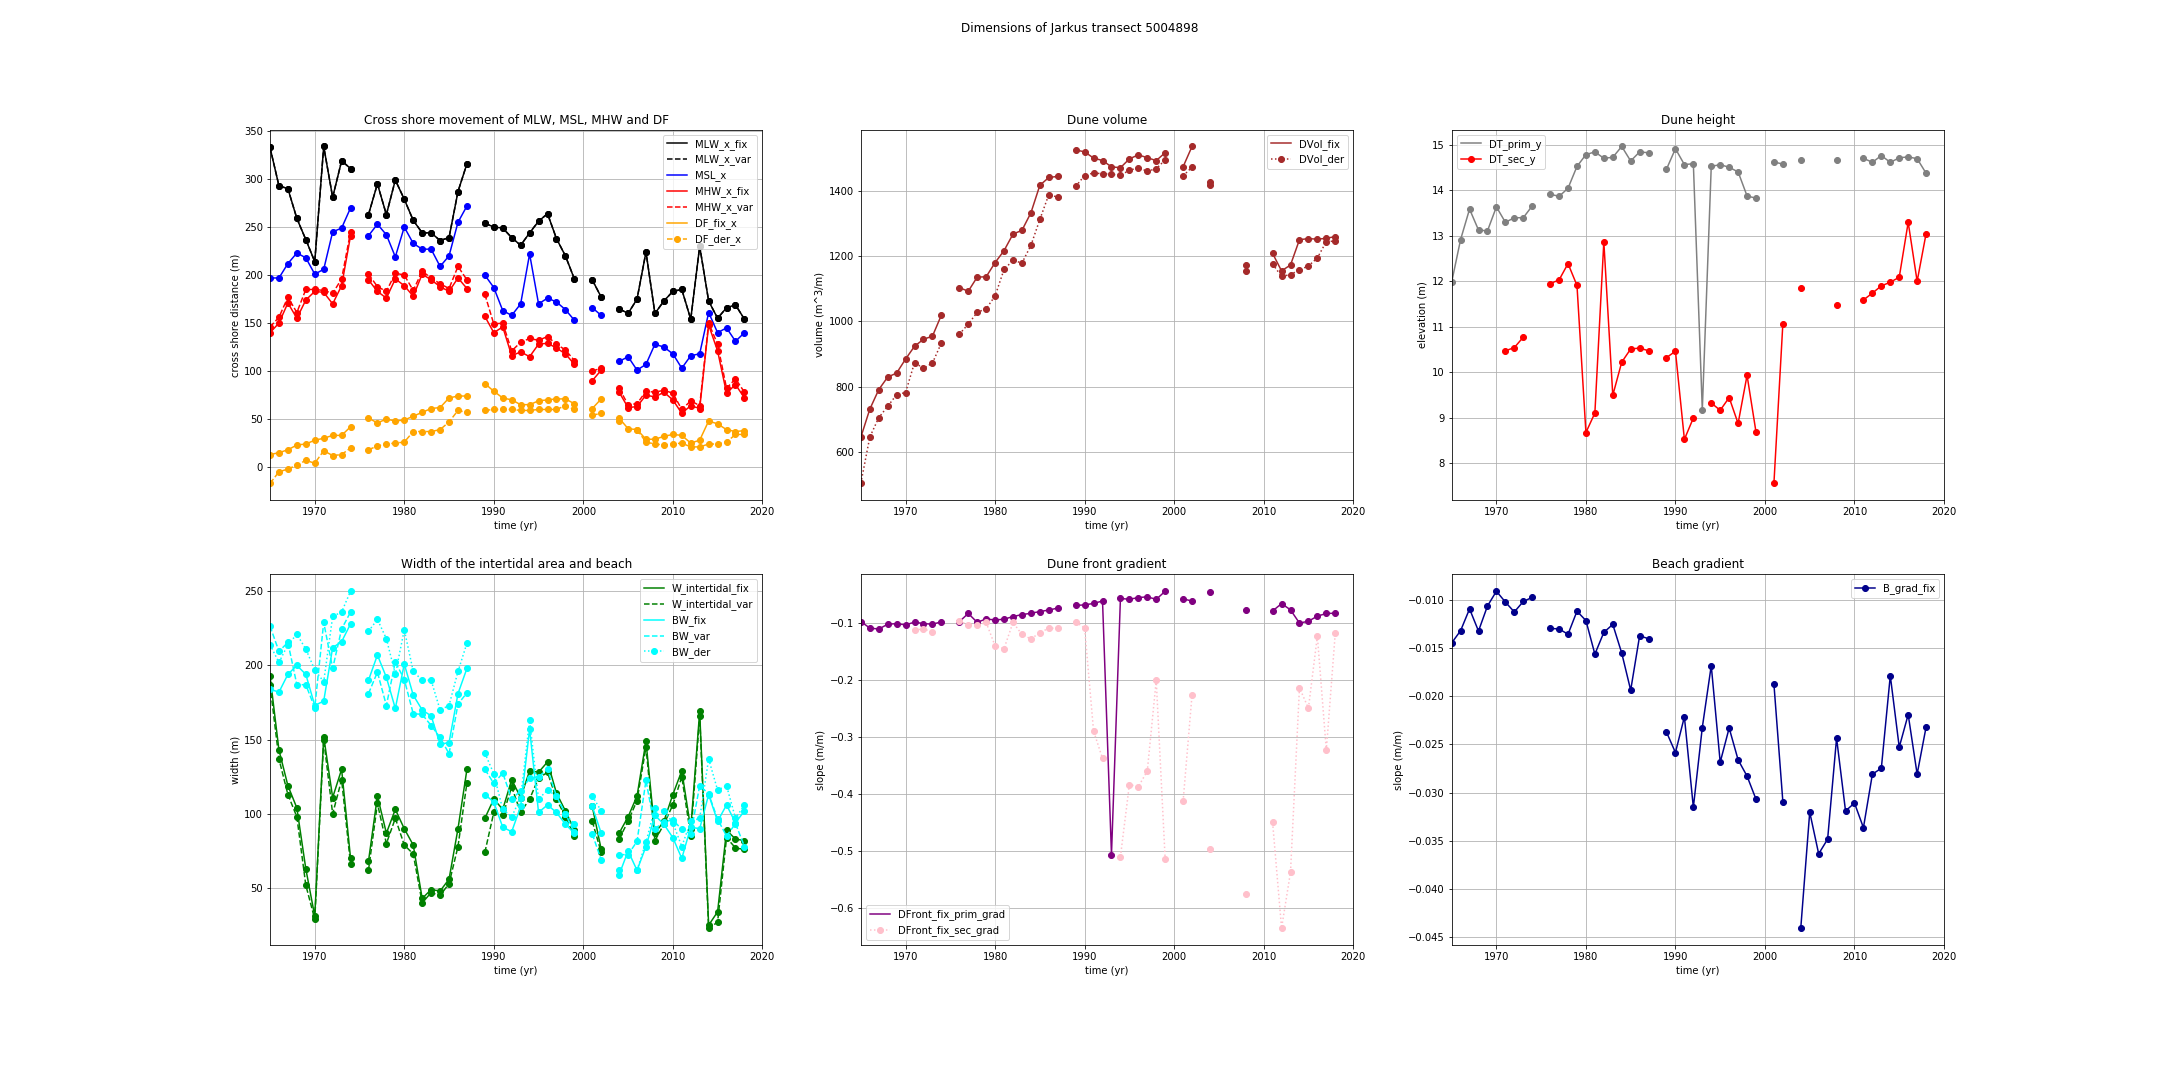 Dimensions of Jarkus transect 5004898
Cross shore movement of MLW, MSL, MHW and DF
350
300
250
200
150
100
50
0
cross shore distance (m)
MLW_x_fix
MLW_x_var
MSL_x
MHW_x_fix
MHW_x_var
DF_fix_x
DF_der_x
1970
1980
1990
2000
2010
2020
time (yr)
Dune volume
1400
1200
1000
800
600
volume (m^3/m)
DVol_fix
DVol_der
1970
1980
1990
2000
2010
2020
time (yr)
Dune height
15
14
13
12
11
10
9
8
elevation (m)
DT_prim_y
DT_sec_y
1970
1980
1990
2000
2010
2020
time (yr)
Width of the intertidal area and beach
250
200
150
100
50
width (m)
W_intertidal_fix
W_intertidal_var
BW_fix
BW_var
BW_der
1970
1980
1990
2000
2010
2020
time (yr)
Dune front gradient
−0.1
−0.2
−0.3
−0.4
−0.5
−0.6
slope (m/m)
DFront_fix_prim_grad
DFront_fix_sec_grad
1970
1980
1990
2000
2010
2020
time (yr)
Beach gradient
−0.010
−0.015
−0.020
−0.025
−0.030
−0.035
−0.040
−0.045
slope (m/m)
B_grad_fix
1970
1980
1990
2000
2010
2020
time (yr)